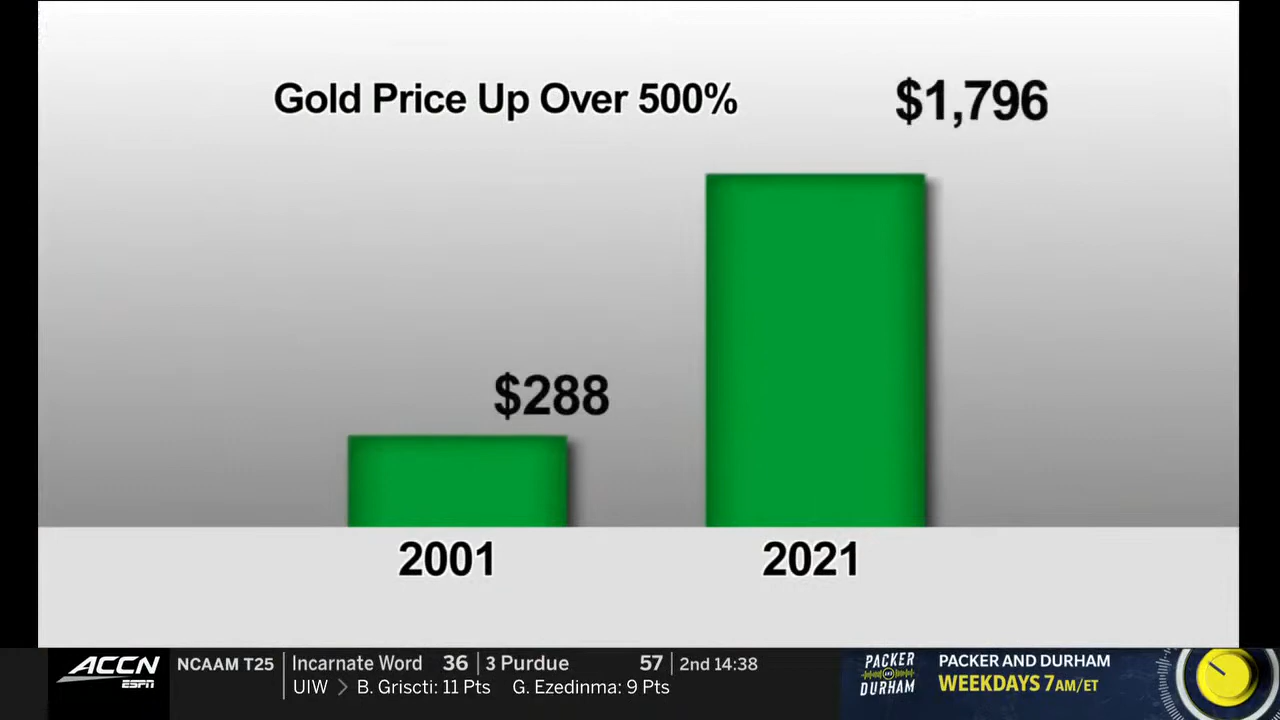 Gold Price Up Over 500%
$1,796
$288
2001
2021
ACCN
ESPN
NCAAM T25
Incarnate Word 36
3 Purdue 57
2nd 14:38
UIW > B. Griscti: 11 Pts G. Ezedinma: 9 Pts
PACKER
AND
DURHAM
PACKER AND DURHAM
WEEKDAYS 7AM/ET